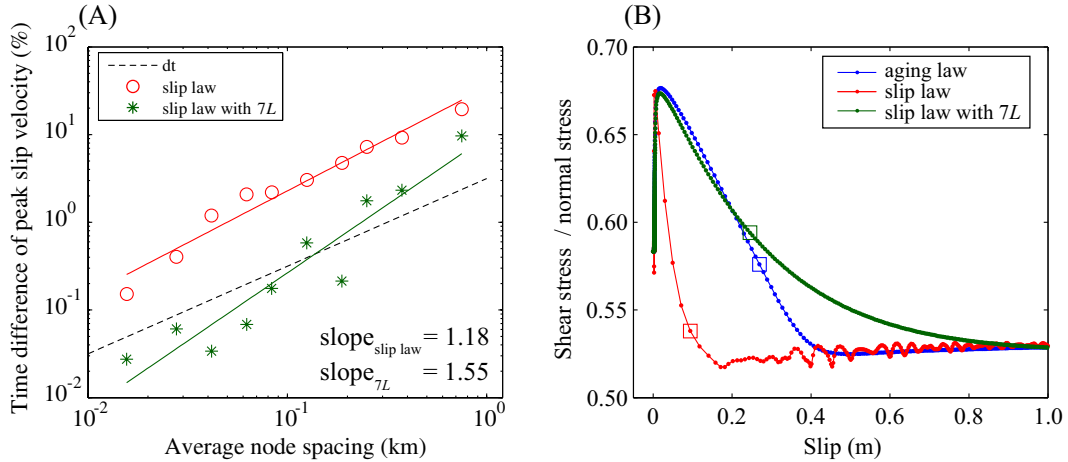 (A)
Time difference of peak slip velocity (%)
10^2
10^1
10^0
10^-1
10^-2
dt
slip law
slip law with 7L
slope_slip law = 1.18
slope_7L = 1.55
10^-2
10^-1
10^0
Average node spacing (km)
(B)
Shear stress / normal stress
0.70
0.65
0.60
0.55
0.50
aging law
slip law
slip law with 7L
0
0.2
0.4
0.6
0.8
1.0
Slip (m)